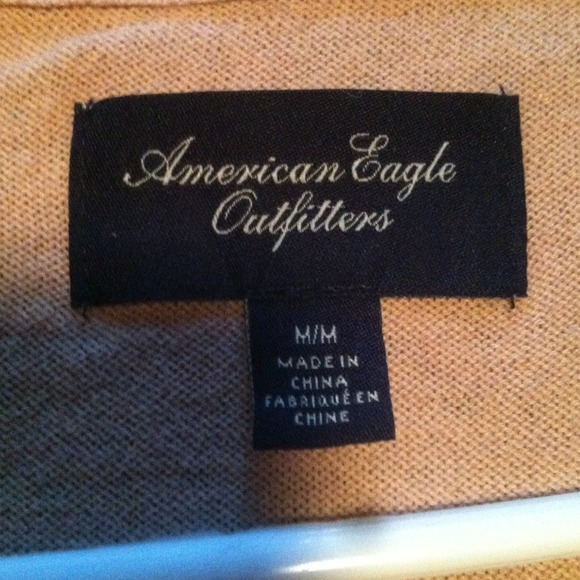 American Eagle
Outfitters
M/M
MADE IN
CHINA
FABRIQUÉ EN
CHINE